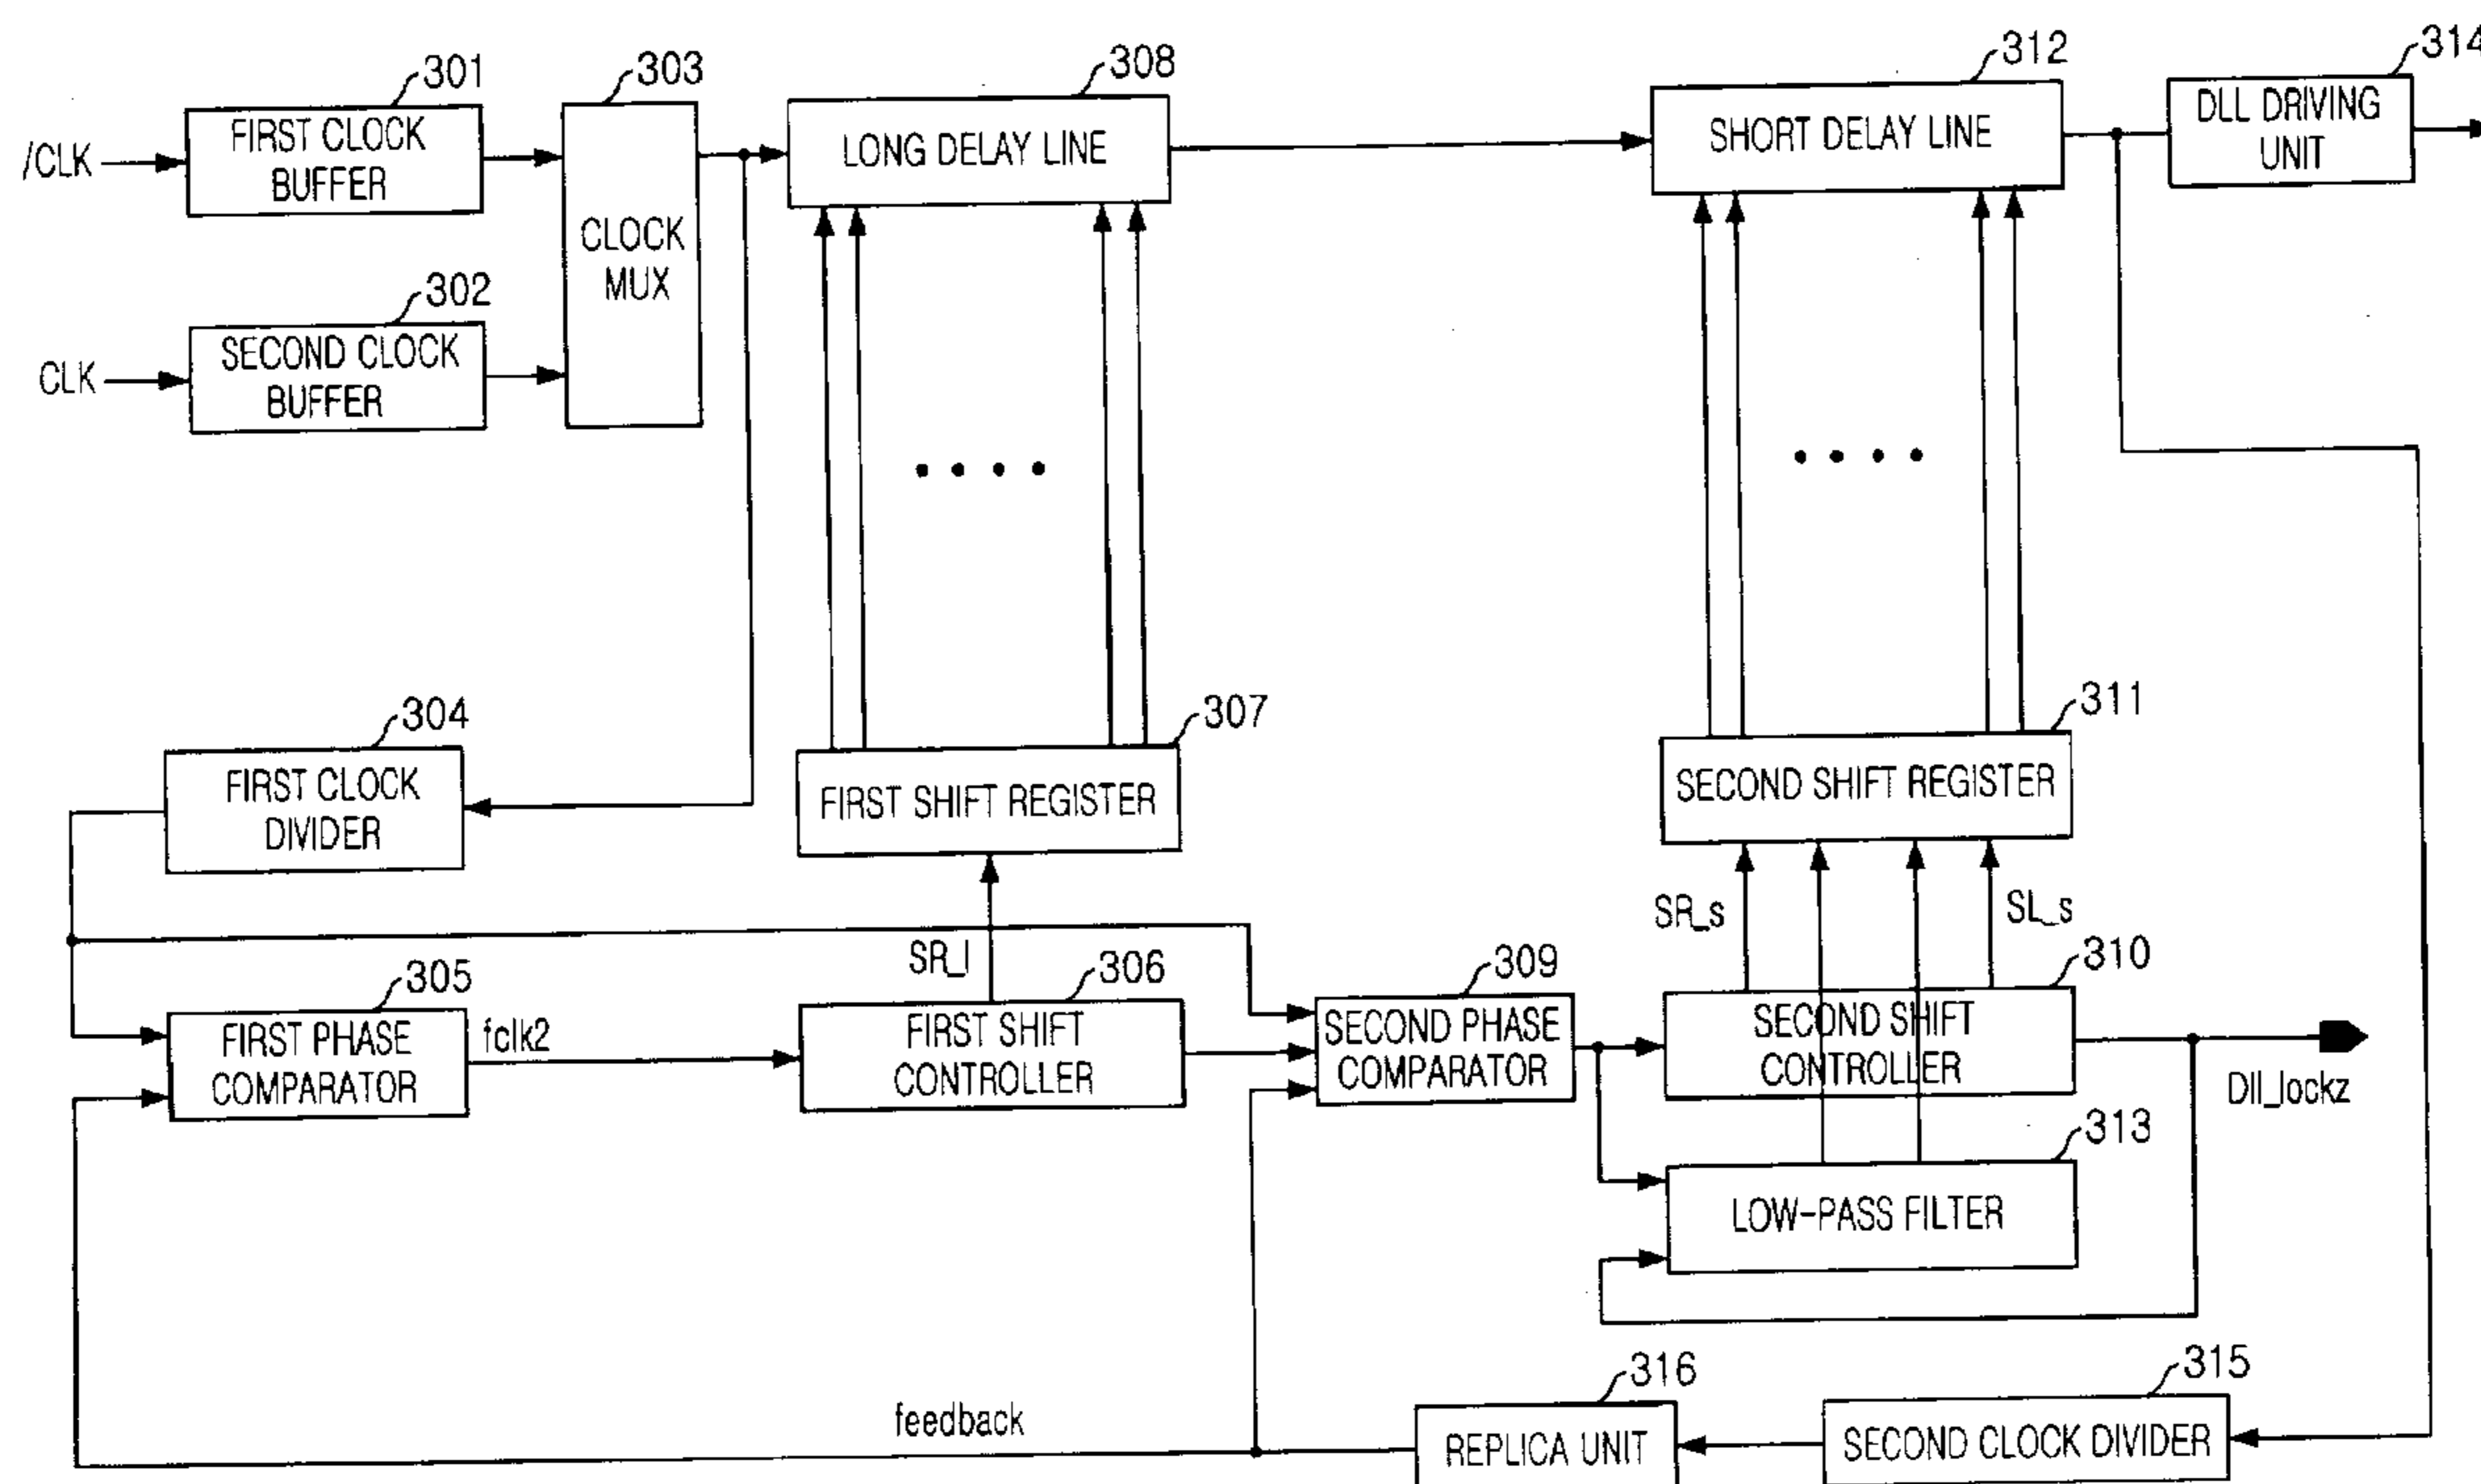 301
303
308
312
314
/CLK
FIRST CLOCK
BUFFER
LONG DELAY LINE
SHORT DELAY LINE
DLL DRIVING
UNIT
CLOCK
MUX
302
CLK
SECOND CLOCK
BUFFER
304
307
311
FIRST CLOCK
DIVIDER
FIRST SHIFT REGISTER
SECOND SHIFT REGISTER
SR_l
SR_s
SL_s
305
306
309
310
FIRST PHASE
COMPARATOR
fclk2
FIRST SHIFT
CONTROLLER
SECOND PHASE
COMPARATOR
SECOND SHIFT
CONTROLLER
Dll_lockz
313
LOW-PASS FILTER
316
315
feedback
REPLICA UNIT
SECOND CLOCK DIVIDER